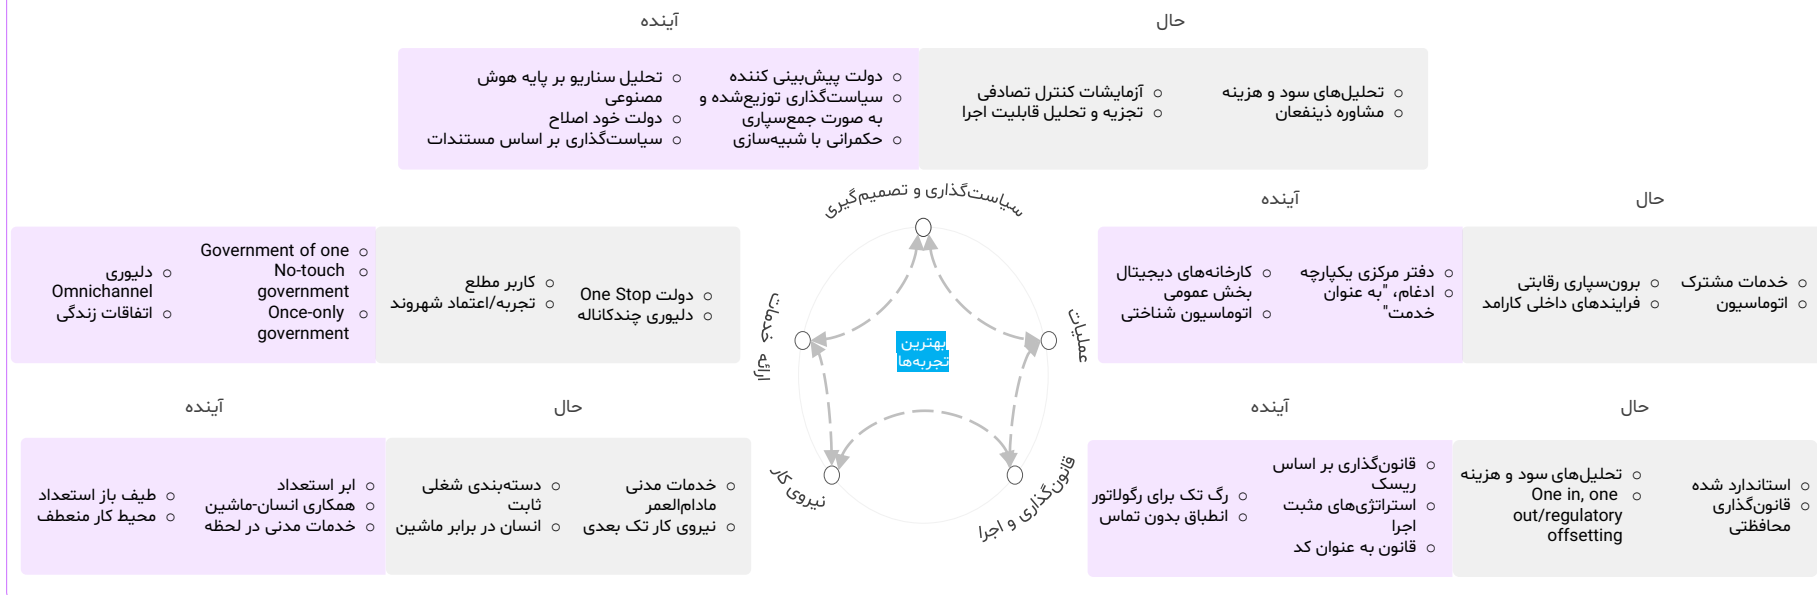 حال
آینده
تحلیل‌های سود و هزینه
مشاوره ذینفعان
آزمایشات کنترل تصادفی
تجزیه و تحلیل قابلیت اجرا
دولت پیش‌بینی کننده
سیاست‌گذاری توزیع‌شده و
به صورت جمع‌سپاری
حکمرانی با شبیه‌سازی
تحلیل سناریو بر پایه هوش
مصنوعی
دولت خود اصلاح
سیاست‌گذاری بر اساس مستندات
سیاست‌گذاری و تصمیم‌گیری
حال
آینده
خدمات مشترک
اتوماسیون
برون‌سپاری رقابتی
فرایندهای داخلی کارامد
دفتر مرکزی یکپارچه
ادغام، "به عنوان
خدمت"
کارخانه‌های دیجیتال
بخش عمومی
اتوماسیون شناختی
عملیات
بهترین
تجربه‌ها
ارائه خدمات
دولت One Stop
دلیوری چندکاناله
کاربر مطلع
تجربه/اعتماد شهروند
Government of one
No-touch
government
Once-only
government
دلیوری
Omnichannel
اتفاقات زندگی
حال
آینده
استاندارد شده
قانون‌گذاری
محافظتی
تحلیل‌های سود و هزینه
One in, one
out/regulatory
offsetting
قانون‌گذاری بر اساس
ریسک
استراتژی‌های مثبت
اجرا
قانون به عنوان کد
رگ تک برای رگولاتور
انطباق بدون تماس
قانون‌گذاری و اجرا
نیروی کار
حال
آینده
خدمات مدنی
مادام‌العمر
نیروی کار تک بعدی
دسته‌بندی شغلی
ثابت
انسان در برابر ماشین
ابر استعداد
همکاری انسان-ماشین
خدمات مدنی در لحظه
طیف باز استعداد
محیط کار منعطف